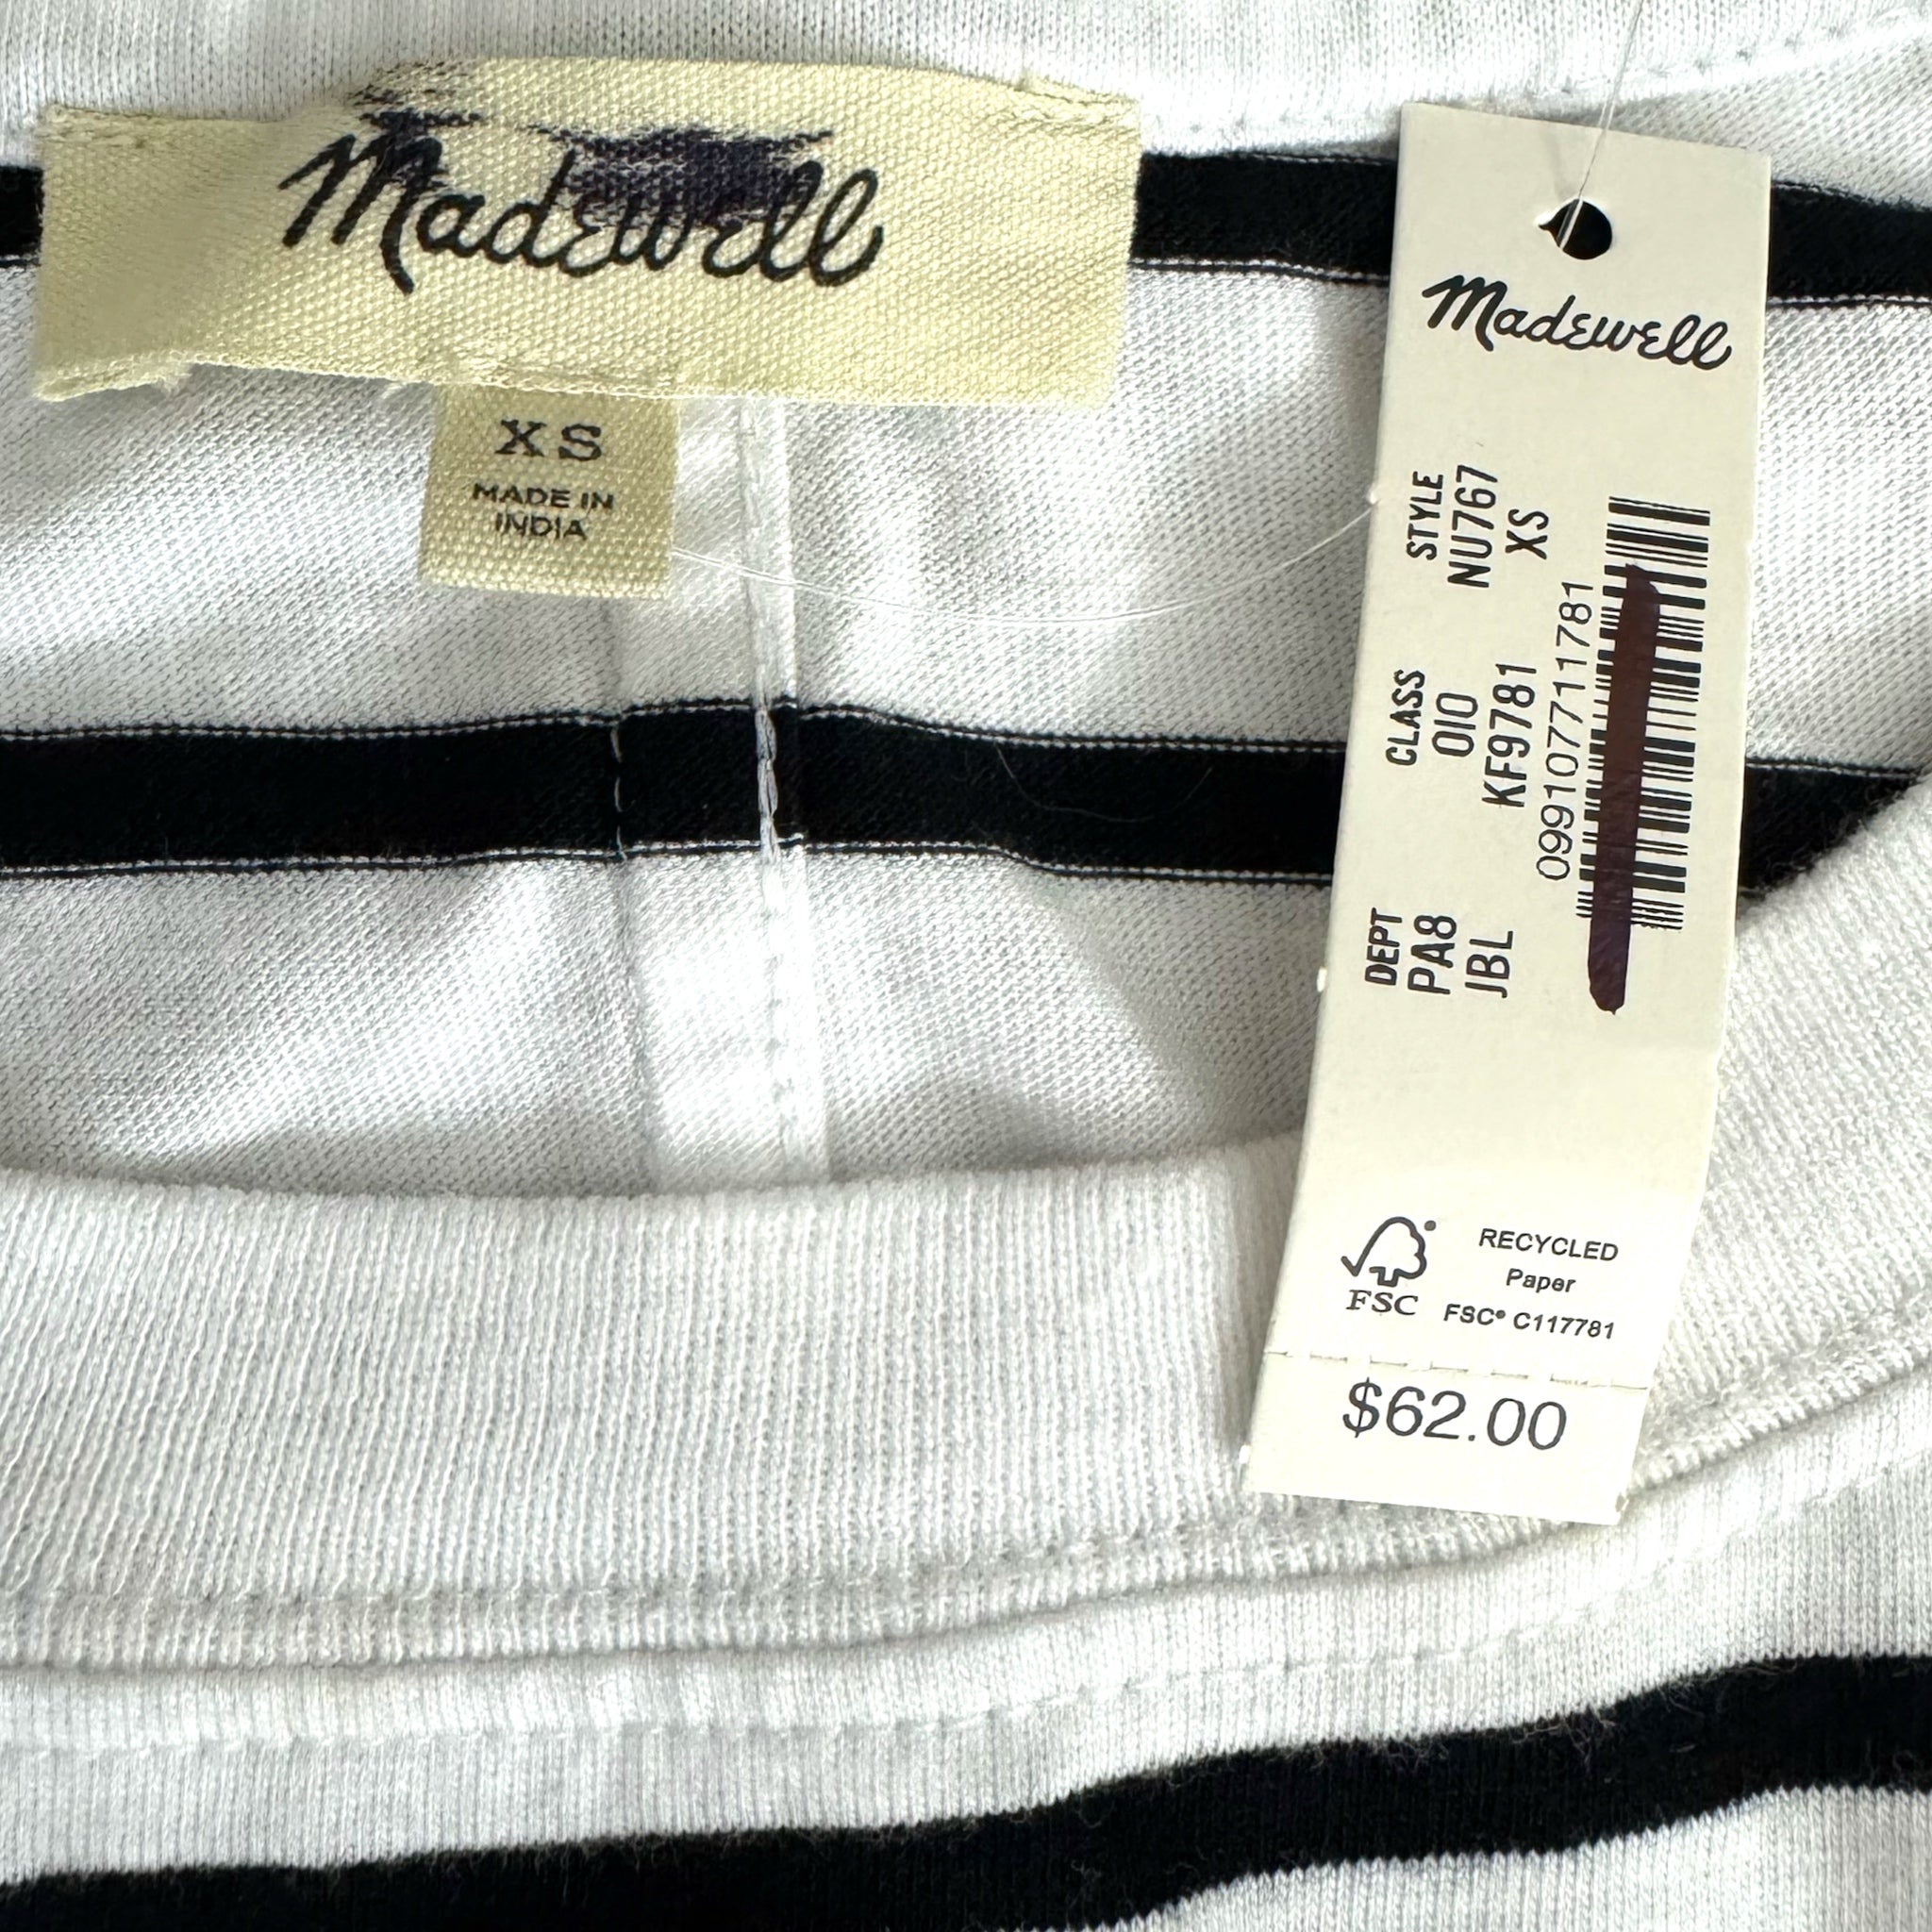 Madewell
XS
MADE IN
INDIA
Madewell
STYLE
NU767
XS
CLASS
010
KF9781
099107711781
DEPT
PA8
JBL
FSC
RECYCLED
Paper
FSC® C117781
$62.00